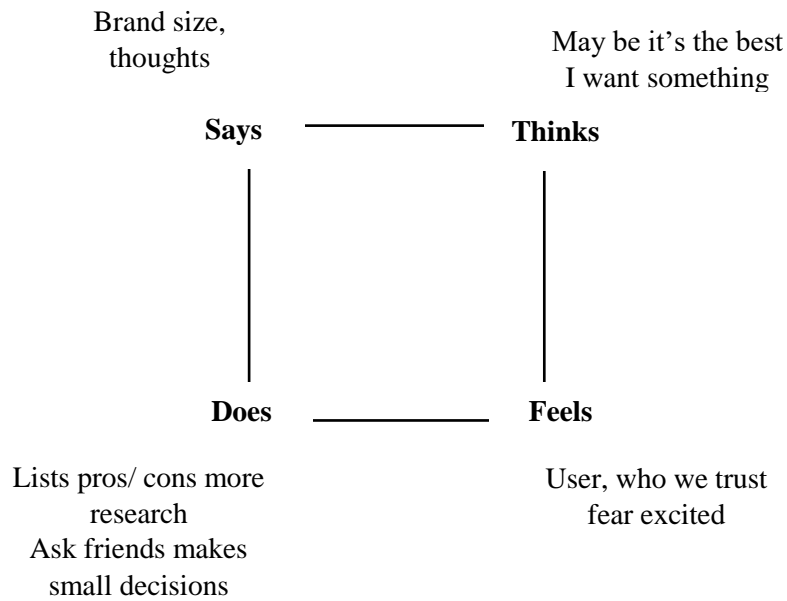 Brand size,
thoughts
May be it’s the best
I want something
Says
Thinks
Does
Feels
Lists pros/ cons more
research
Ask friends makes
small decisions
User, who we trust
fear excited